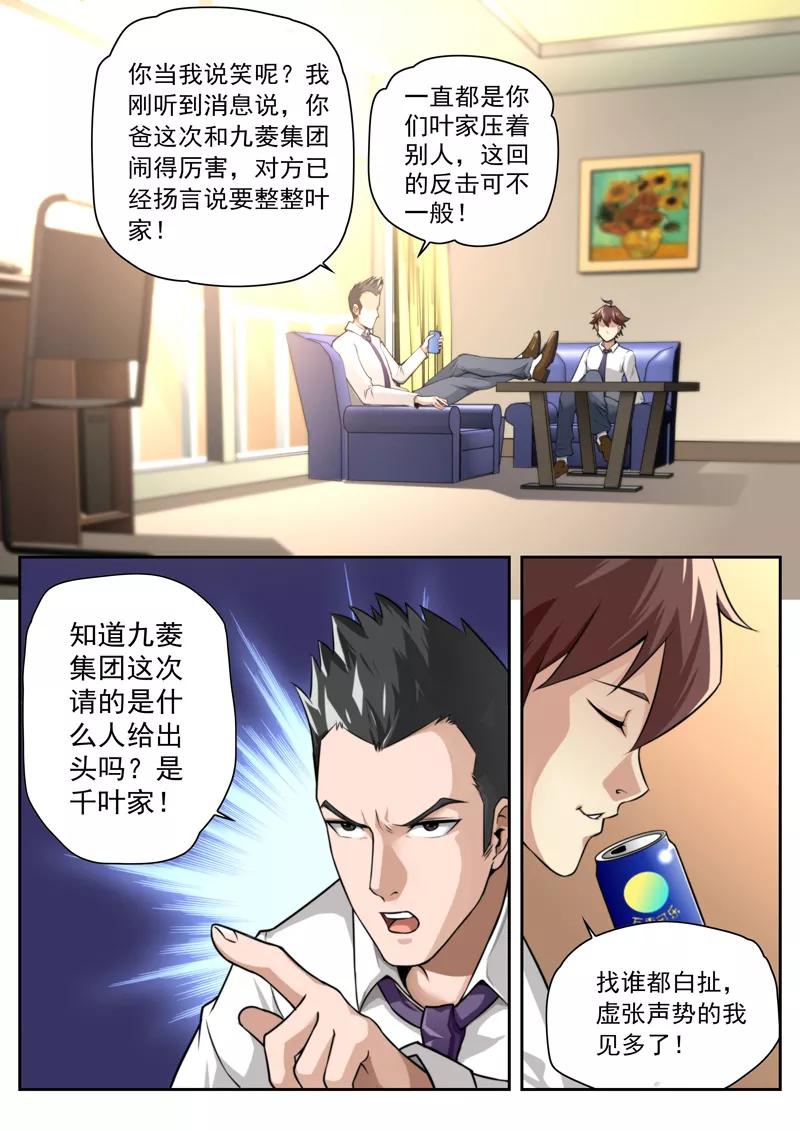 你当我说笑呢？我
刚听到消息说，你
爸这次和九菱集团
闹得厉害，对方已
经扬言说要整整叶
家！
一直都是你
们叶家压着
别人，这回
的反击可不
一般！
知道九菱
集团这次
请的是什
么人给出
头吗？是
千叶家！
找谁都白扯，
虚张声势的我
见多了！